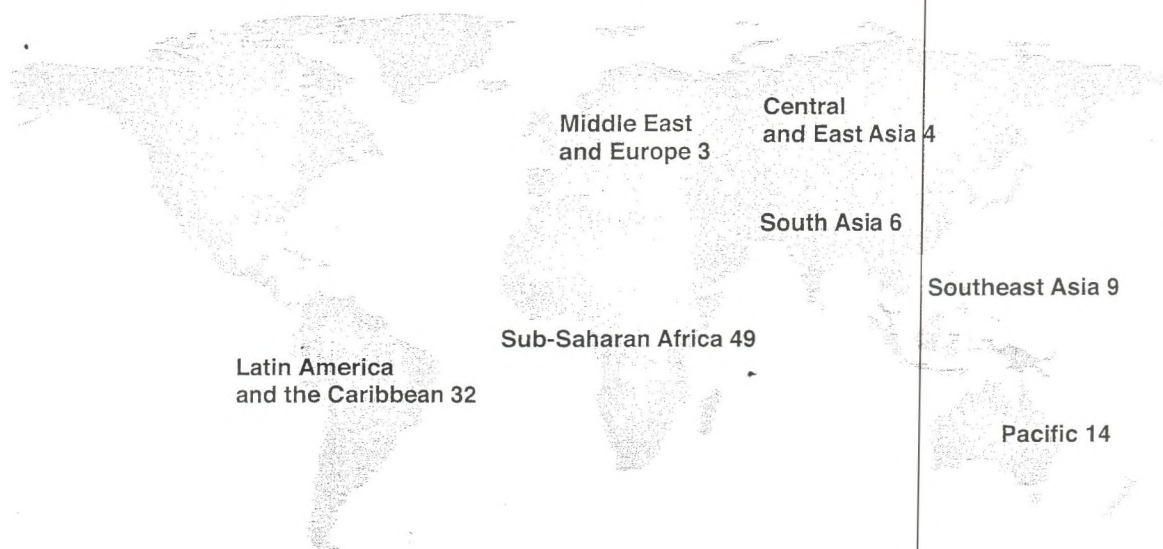 Central
and East Asia 4
Middle East
and Europe 3
South Asia 6
Southeast Asia 9
Sub-Saharan Africa 49
Latin America
and the Caribbean 32
Pacific 14